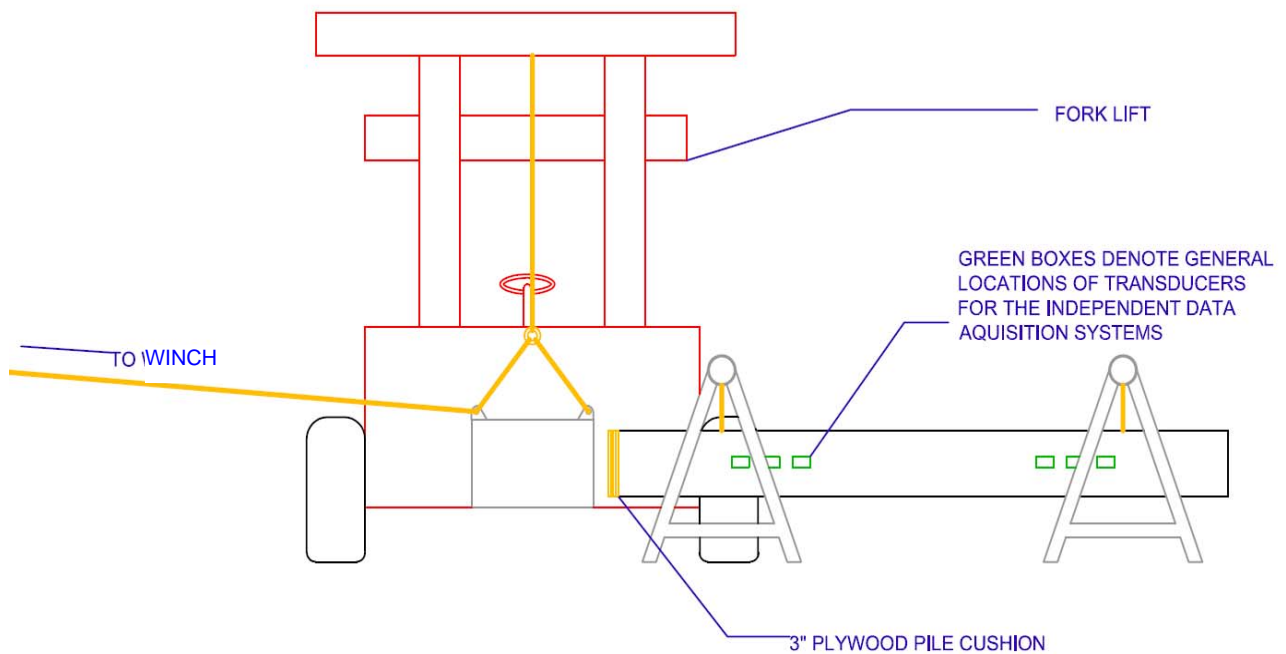 FORK LIFT
GREEN BOXES DENOTE GENERAL
LOCATIONS OF TRANSDUCERS
FOR THE INDEPENDENT DATA
AQUISITION SYSTEMS
TO WINCH
3" PLYWOOD PILE CUSHION